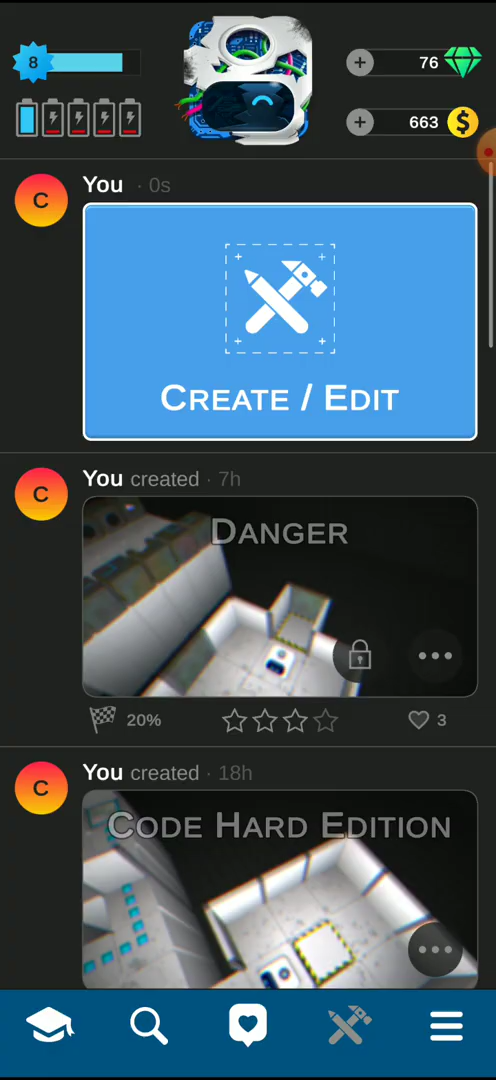 8
76
663
C
You · 0s
CREATE / EDIT
C
You created · 7h
DANGER
20%
3
C
You created · 18h
CODE HARD EDITION